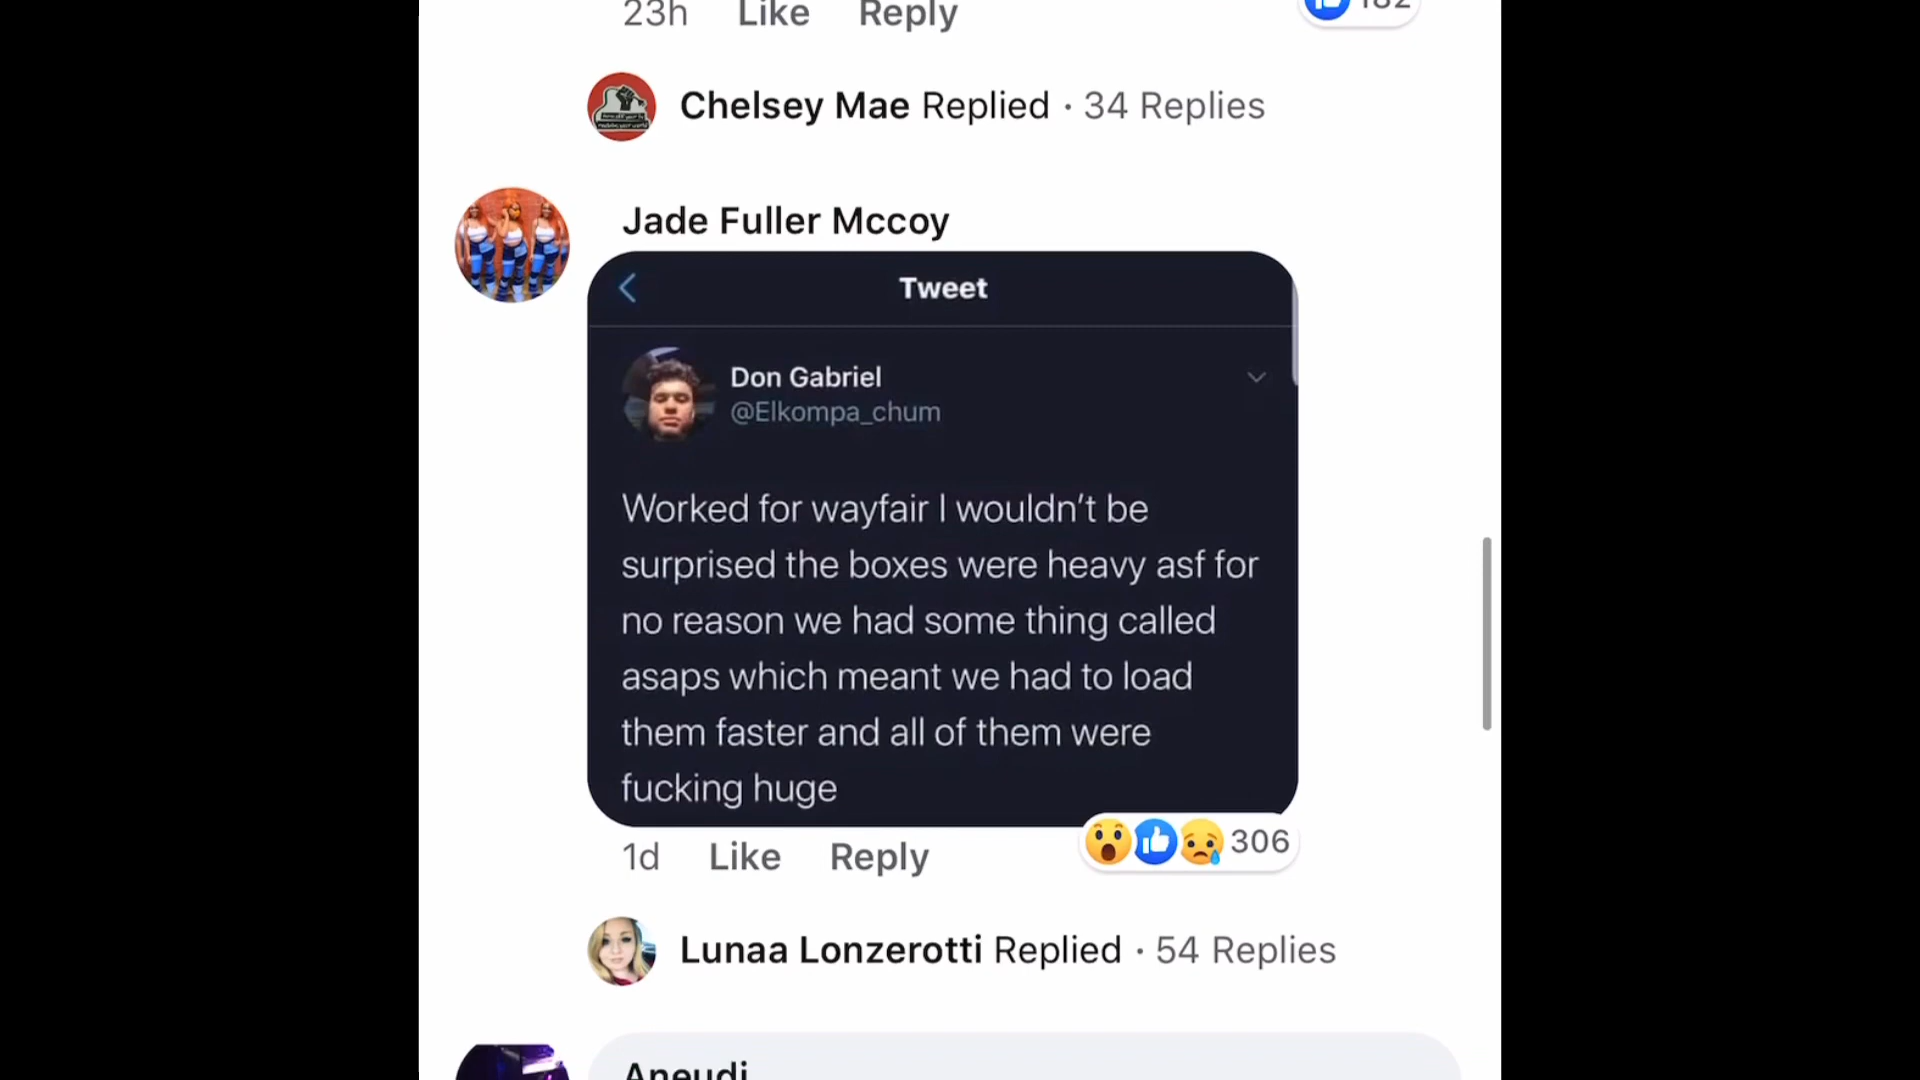 23h Like Reply 182
Chelsey Mae Replied · 34 Replies
Jade Fuller Mccoy
Tweet
Don Gabriel
@Elkompa_chum
Worked for wayfair I wouldn't be
surprised the boxes were heavy asf for
no reason we had some thing called
asaps which meant we had to load
them faster and all of them were
fucking huge
306
1d Like Reply
Lunaa Lonzerotti Replied · 54 Replies
Aneudi